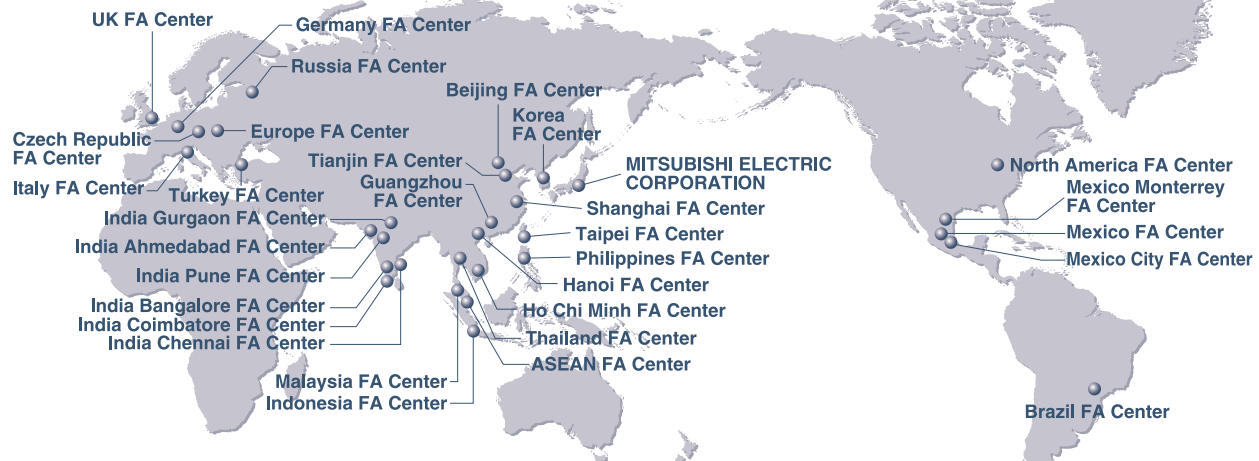 UK FA Center
Germany FA Center
Russia FA Center
Beijing FA Center
Korea
FA Center
Czech Republic
FA Center
Europe FA Center
Tianjin FA Center
MITSUBISHI ELECTRIC
CORPORATION
North America FA Center
Italy FA Center
Turkey FA Center
Guangzhou
FA Center
Mexico Monterrey
FA Center
Shanghai FA Center
India Gurgaon FA Center
Taipei FA Center
Mexico FA Center
India Ahmedabad FA Center
Philippines FA Center
Mexico City FA Center
India Pune FA Center
Hanoi FA Center
India Bangalore FA Center
Ho Chi Minh FA Center
India Coimbatore FA Center
India Chennai FA Center
Thailand FA Center
ASEAN FA Center
Malaysia FA Center
Indonesia FA Center
Brazil FA Center